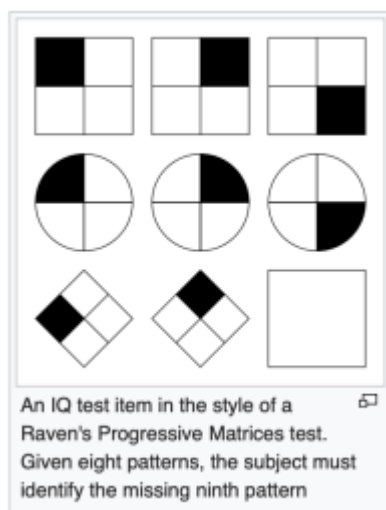 An IQ test item in the style of a
Raven's Progressive Matrices test.
Given eight patterns, the subject must
identify the missing ninth pattern